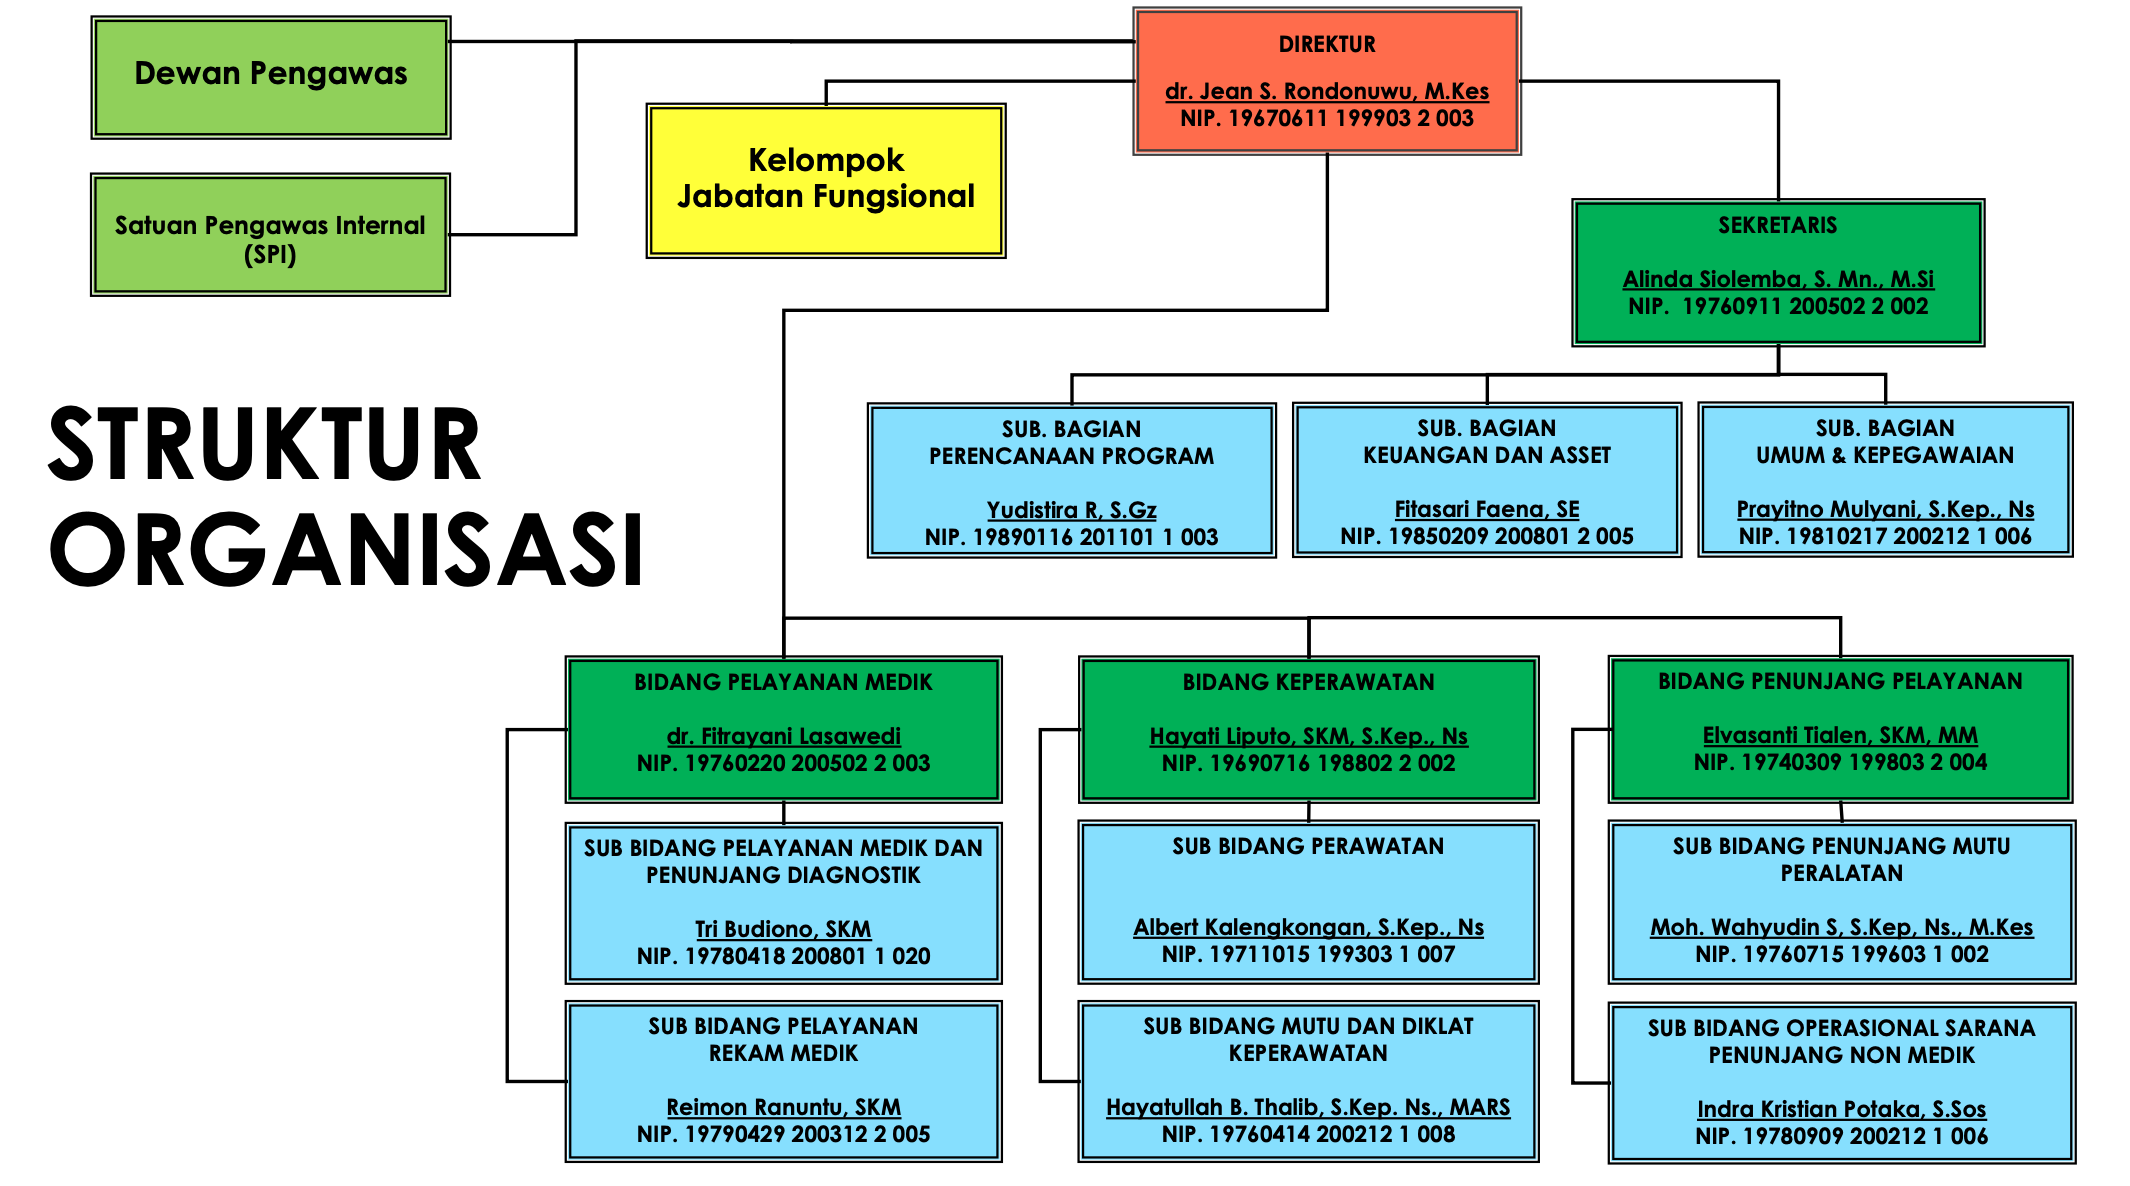 Dewan Pengawas
Satuan Pengawas Internal
(SPI)
Kelompok
Jabatan Fungsional
DIREKTUR
dr. Jean S. Rondonuwu, M.Kes
NIP. 19670611 199903 2 003
SEKRETARIS
Alinda Siolemba, S. Mn., M.Si
NIP.  19760911 200502 2 002
STRUKTUR
ORGANISASI
SUB. BAGIAN
PERENCANAAN PROGRAM
Yudistira R, S.Gz
NIP. 19890116 201101 1 003
SUB. BAGIAN
KEUANGAN DAN ASSET
Fitasari Faena, SE
NIP. 19850209 200801 2 005
SUB. BAGIAN
UMUM & KEPEGAWAIAN
Prayitno Mulyani, S.Kep., Ns
NIP. 19810217 200212 1 006
BIDANG PELAYANAN MEDIK
dr. Fitrayani Lasawedi
NIP. 19760220 200502 2 003
SUB BIDANG PELAYANAN MEDIK DAN
PENUNJANG DIAGNOSTIK
Tri Budiono, SKM
NIP. 19780418 200801 1 020
SUB BIDANG PELAYANAN
REKAM MEDIK
Reimon Ranuntu, SKM
NIP. 19790429 200312 2 005
BIDANG KEPERAWATAN
Hayati Liputo, SKM, S.Kep., Ns
NIP. 19690716 198802 2 002
SUB BIDANG PERAWATAN
Albert Kalengkongan, S.Kep., Ns
NIP. 19711015 199303 1 007
SUB BIDANG MUTU DAN DIKLAT
KEPERAWATAN
Hayatullah B. Thalib, S.Kep. Ns., MARS
NIP. 19760414 200212 1 008
BIDANG PENUNJANG PELAYANAN
Elvasanti Tialen, SKM, MM
NIP. 19740309 199803 2 004
SUB BIDANG PENUNJANG MUTU
PERALATAN
Moh. Wahyudin S, S.Kep, Ns., M.Kes
NIP. 19760715 199603 1 002
SUB BIDANG OPERASIONAL SARANA
PENUNJANG NON MEDIK
Indra Kristian Potaka, S.Sos
NIP. 19780909 200212 1 006